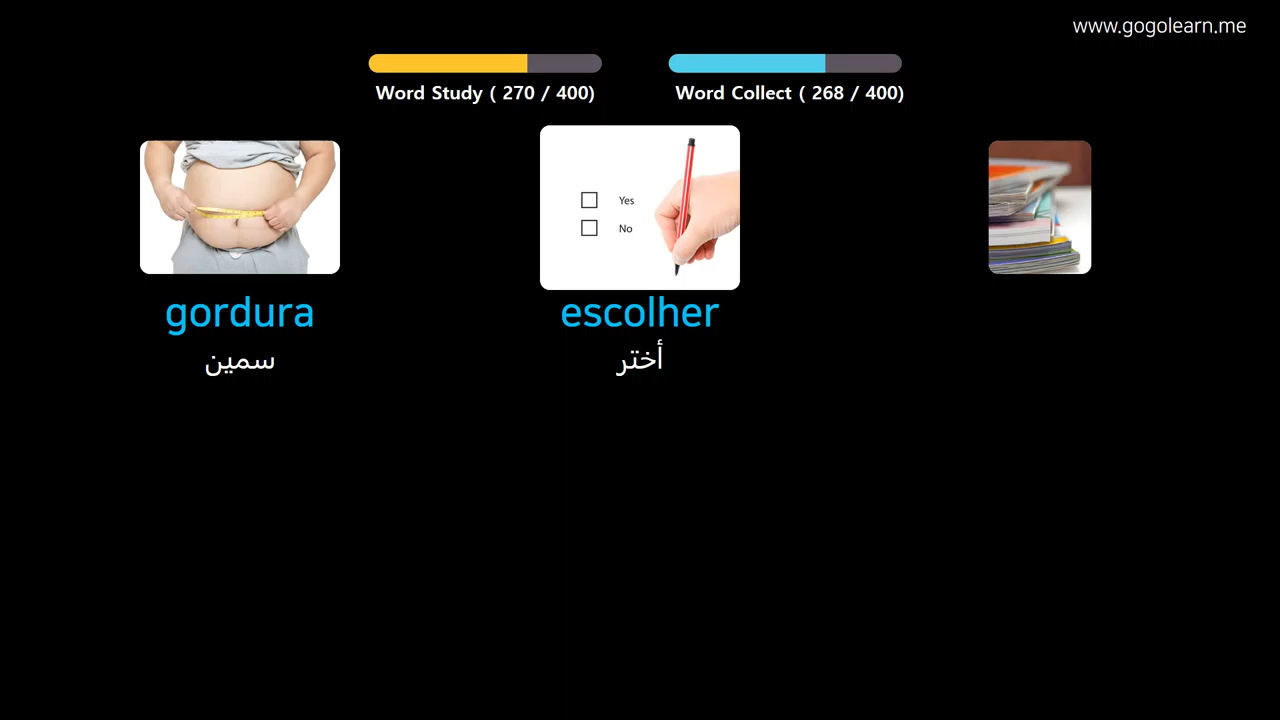 www.gogolearn.me
Word Study ( 270 / 400)
Word Collect ( 268 / 400)
Yes
No
gordura
escolher
سمين
أختر